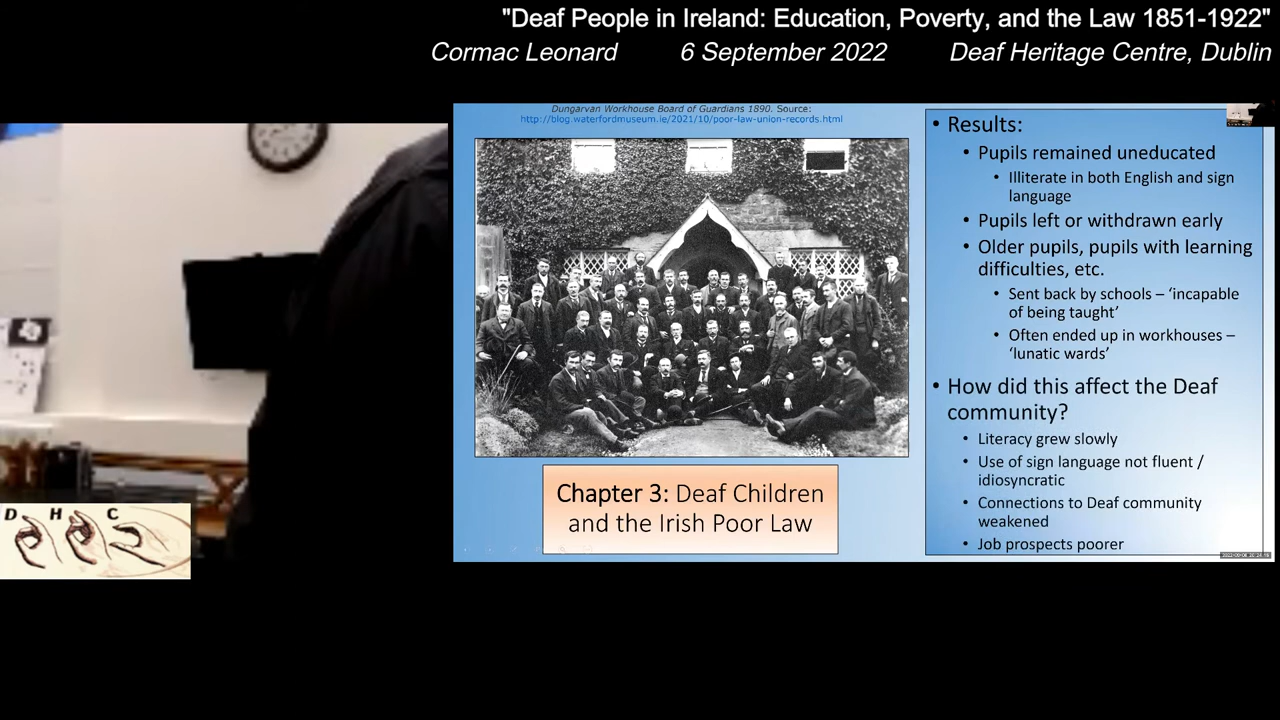 "Deaf People in Ireland: Education, Poverty, and the Law 1851-1922"
Cormac Leonard 6 September 2022 Deaf Heritage Centre, Dublin
Dungarvan Workhouse Board of Guardians 1890. Source:
http://blog.waterfordmuseum.ie/2021/10/poor-law-union-records.html
Chapter 3: Deaf Children
and the Irish Poor Law
• Results:
• Pupils remained uneducated
• Illiterate in both English and sign
language
• Pupils left or withdrawn early
• Older pupils, pupils with learning
difficulties, etc.
• Sent back by schools – ‘incapable
of being taught’
• Often ended up in workhouses –
‘lunatic wards’
• How did this affect the Deaf
community?
• Literacy grew slowly
• Use of sign language not fluent /
idiosyncratic
• Connections to Deaf community
weakened
• Job prospects poorer
D H C